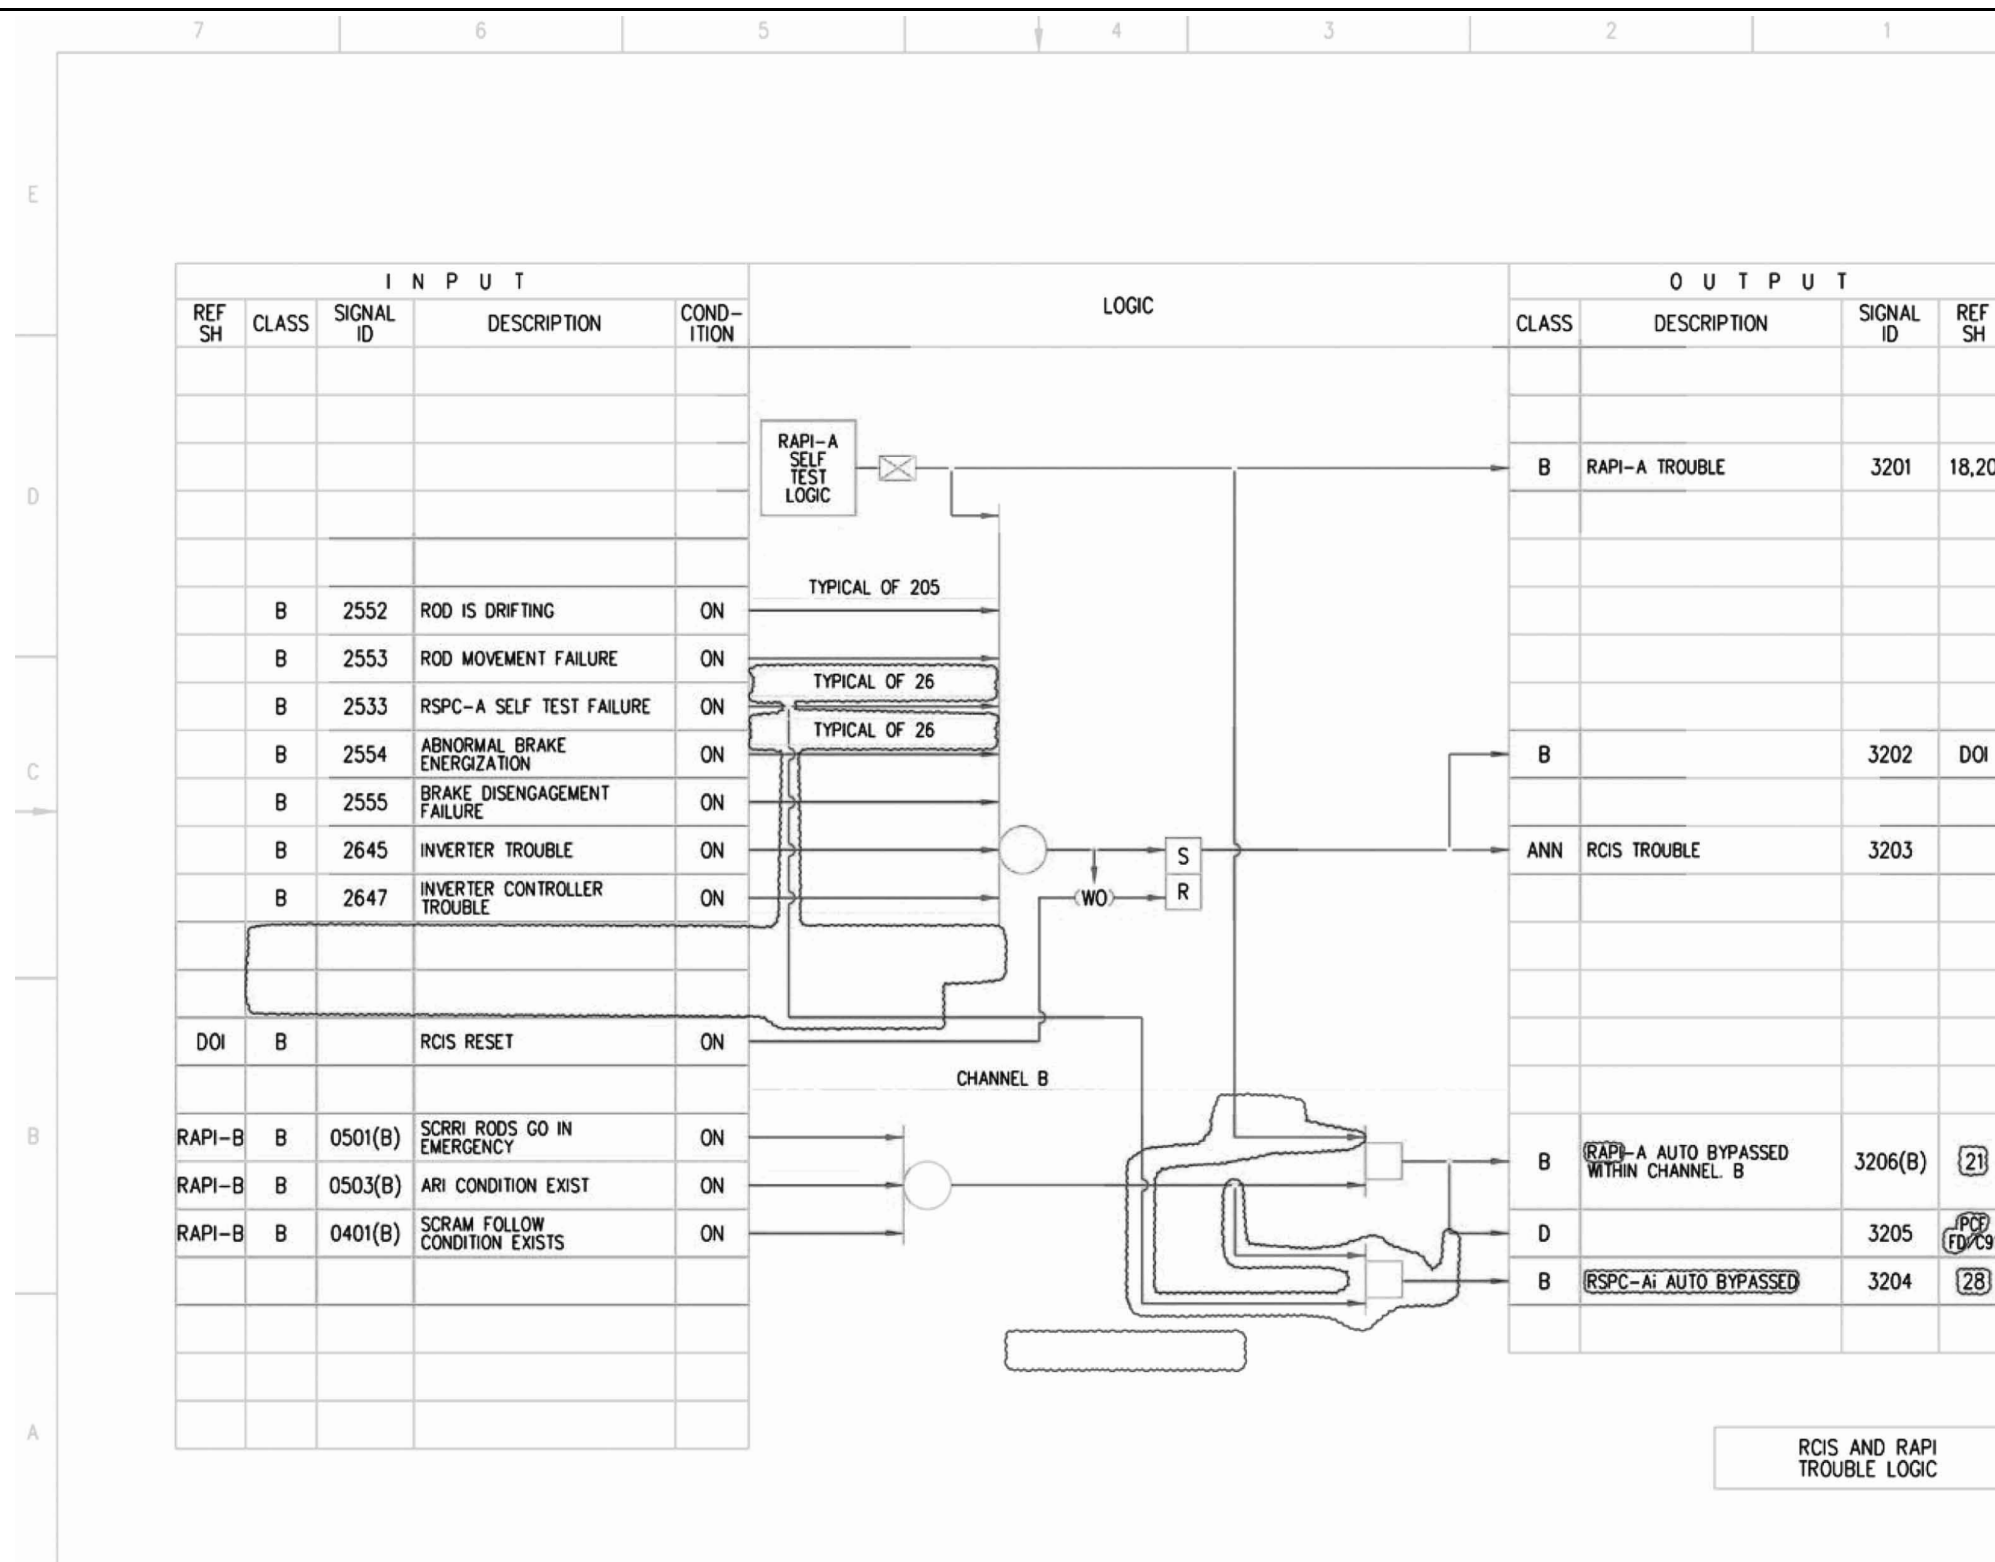 7 6 5 4 3 2 1
E
I N P U T
LOGIC
O U T P U T
REF SH
CLASS
SIGNAL ID
DESCRIPTION
COND-ITION
CLASS
DESCRIPTION
SIGNAL ID
REF SH
RAPI-A
SELF
TEST
LOGIC
B RAPI-A TROUBLE 3201 18,20
D
TYPICAL OF 205
B 2552 ROD IS DRIFTING ON
B 2553 ROD MOVEMENT FAILURE ON
TYPICAL OF 26
B 2533 RSPC-A SELF TEST FAILURE ON
TYPICAL OF 26
B 2554 ABNORMAL BRAKE
ENERGIZATION ON
B 3202 DOI
C
B 2555 BRAKE DISENGAGEMENT
FAILURE ON
B 2645 INVERTER TROUBLE ON
S
ANN RCIS TROUBLE 3203
B 2647 INVERTER CONTROLLER
TROUBLE ON
WO R
DOI B RCIS RESET ON
CHANNEL B
B
RAPI-B B 0501(B) SCRRI RODS GO IN
EMERGENCY ON
B RAPI-A AUTO BYPASSED
WITHIN CHANNEL. B 3206(B) 21
RAPI-B B 0503(B) ARI CONDITION EXIST ON
RAPI-B B 0401(B) SCRAM FOLLOW
CONDITION EXISTS ON
D 3205 PCF
FD/C9
B RSPC-Ai AUTO BYPASSED 3204 28
A
RCIS AND RAPI
TROUBLE LOGIC